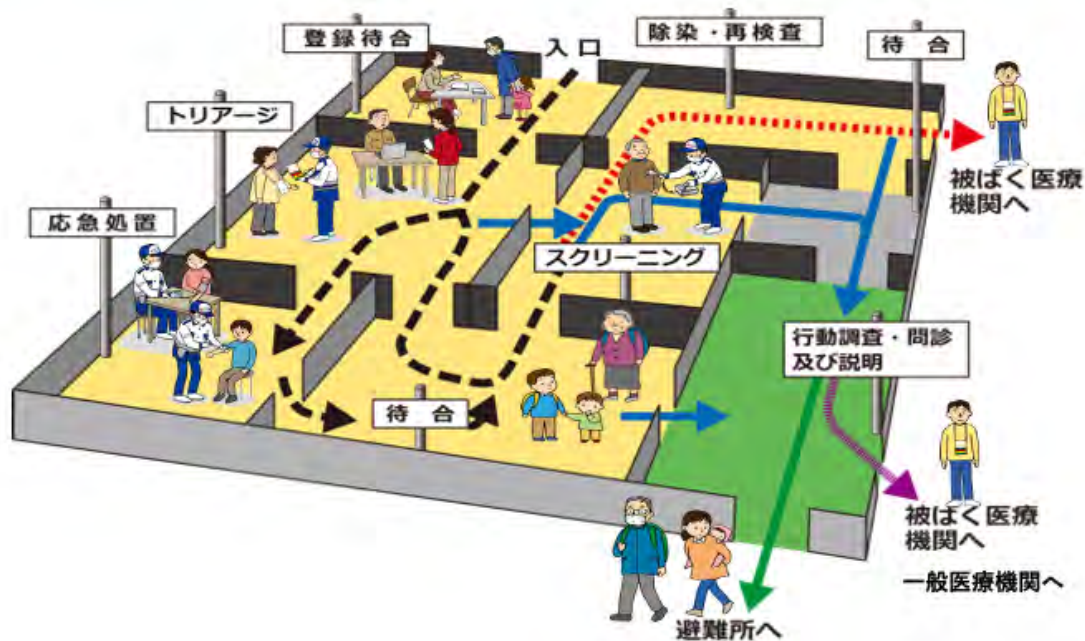 入口
登録待合
除染・再検査
待合
トリアージ
被ばく医療
機関へ
応急処置
スクリーニング
行動調査・問診
及び説明
待合
被ばく医療
機関へ
一般医療機関へ
避難所へ